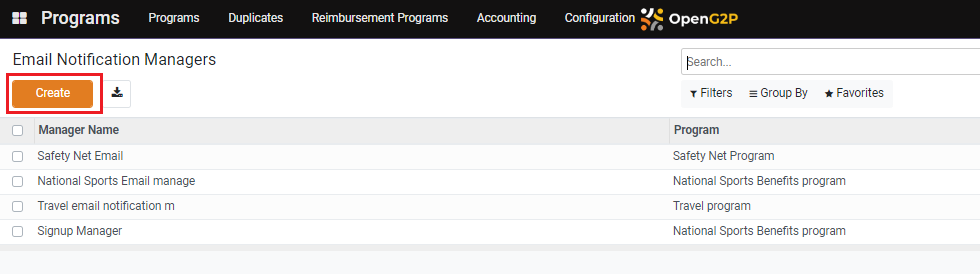 Programs Programs Duplicates Reimbursement Programs Accounting Configuration OpenG2P
Email Notification Managers
Search...
Create
Filters Group By Favorites
Manager Name Program
Safety Net Email Safety Net Program
National Sports Email manage National Sports Benefits program
Travel email notification m Travel program
Signup Manager National Sports Benefits program